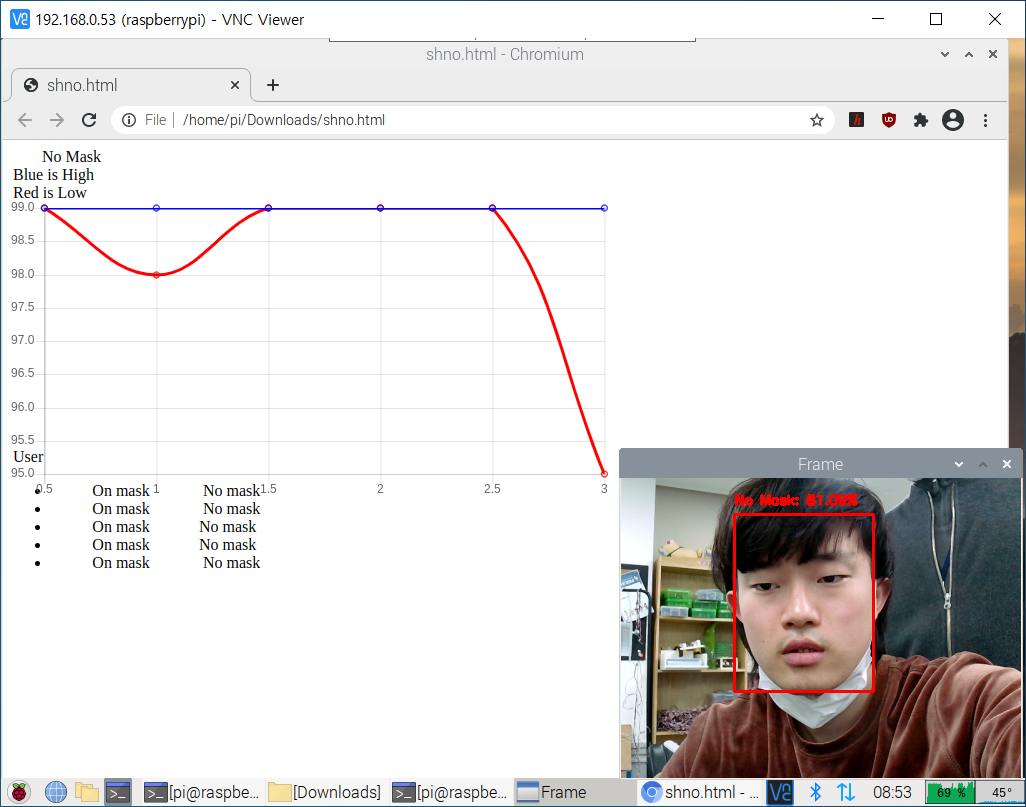 192.168.0.53 (raspberrypi) - VNC Viewer
shno.html - Chromium
shno.html
File | /home/pi/Downloads/shno.html
No Mask
Blue is High
Red is Low
99.0
98.5
98.0
97.5
97.0
96.5
96.0
95.5
User
95.0
0.5 1 1.5 2 2.5 3
On mask No mask
On mask No mask
On mask No mask
On mask No mask
On mask No mask
Frame
No Mask:
[pi@raspbe... [Downloads] [pi@raspbe... Frame shno.html - ... 08:53 69 % 45°